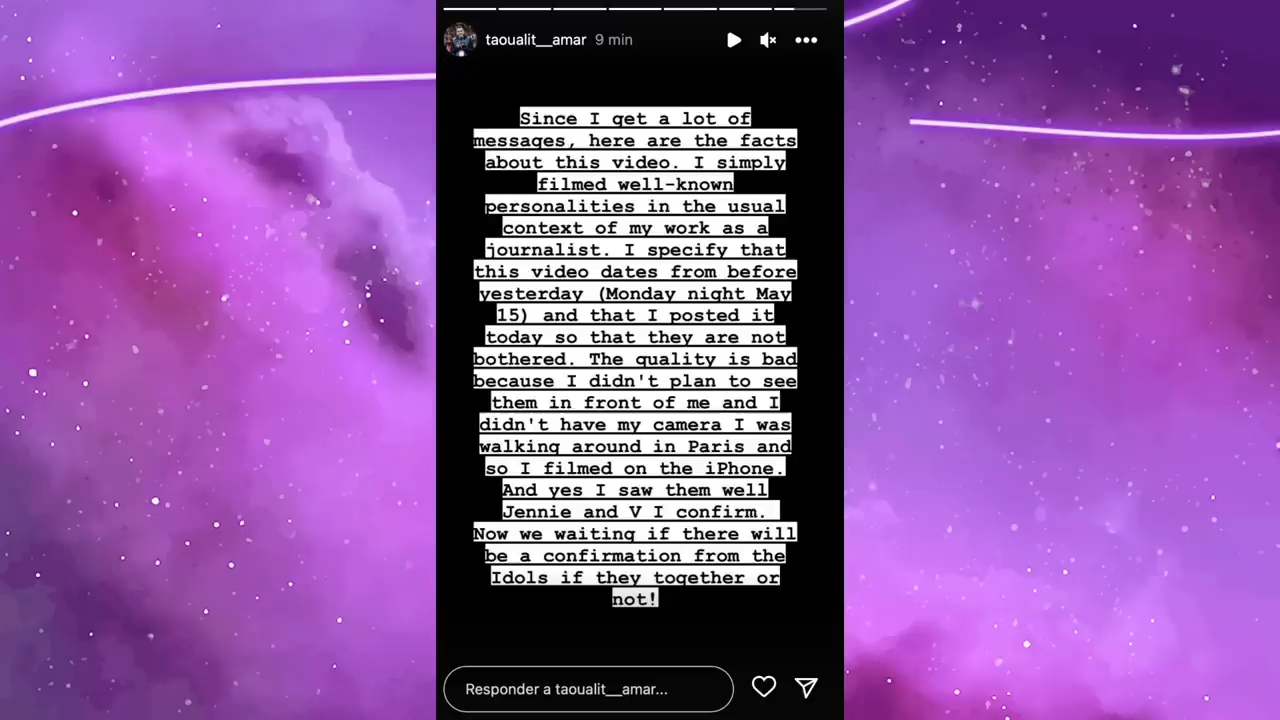 taoualit__amar 9 min
Since I get a lot of
messages, here are the facts
about this video. I simply
filmed well-known
personalities in the usual
context of my work as a
journalist. I specify that
this video dates from before
yesterday (Monday night May
15) and that I posted it
today so that they are not
bothered. The quality is bad
because I didn't plan to see
them in front of me and I
didn't have my camera I was
walking around in Paris and
so I filmed on the iPhone.
And yes I saw them well
Jennie and V I confirm.
Now we waiting if there will
be a confirmation from the
Idols if they together or
not!
Responder a taoualit__amar...